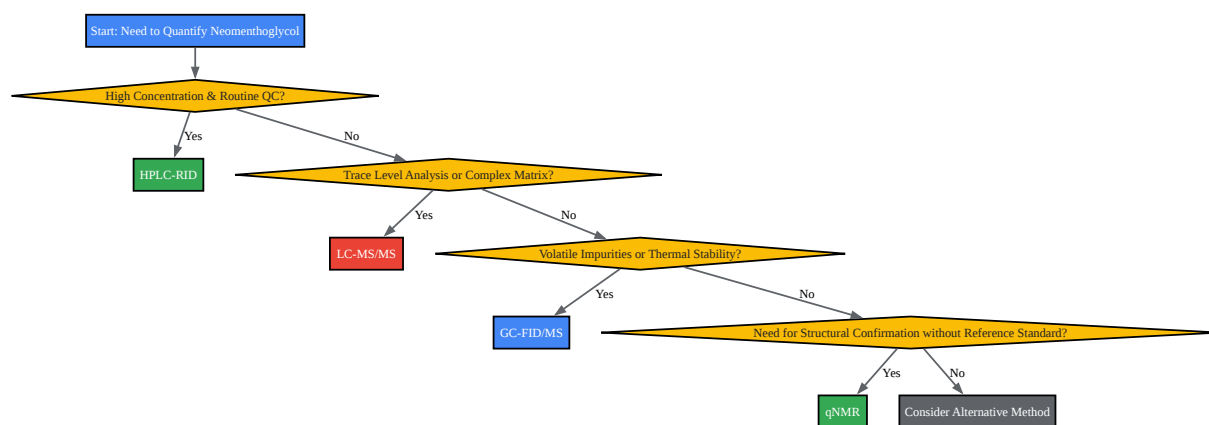 Start: Need to Quantify Neomenthoglycol
High Concentration & Routine QC?
Yes
No
HPLC-RID
Trace Level Analysis or Complex Matrix?
Yes
No
LC-MS/MS
Volatile Impurities or Thermal Stability?
Yes
No
GC-FID/MS
Need for Structural Confirmation without Reference Standard?
Yes
No
qNMR
Consider Alternative Method